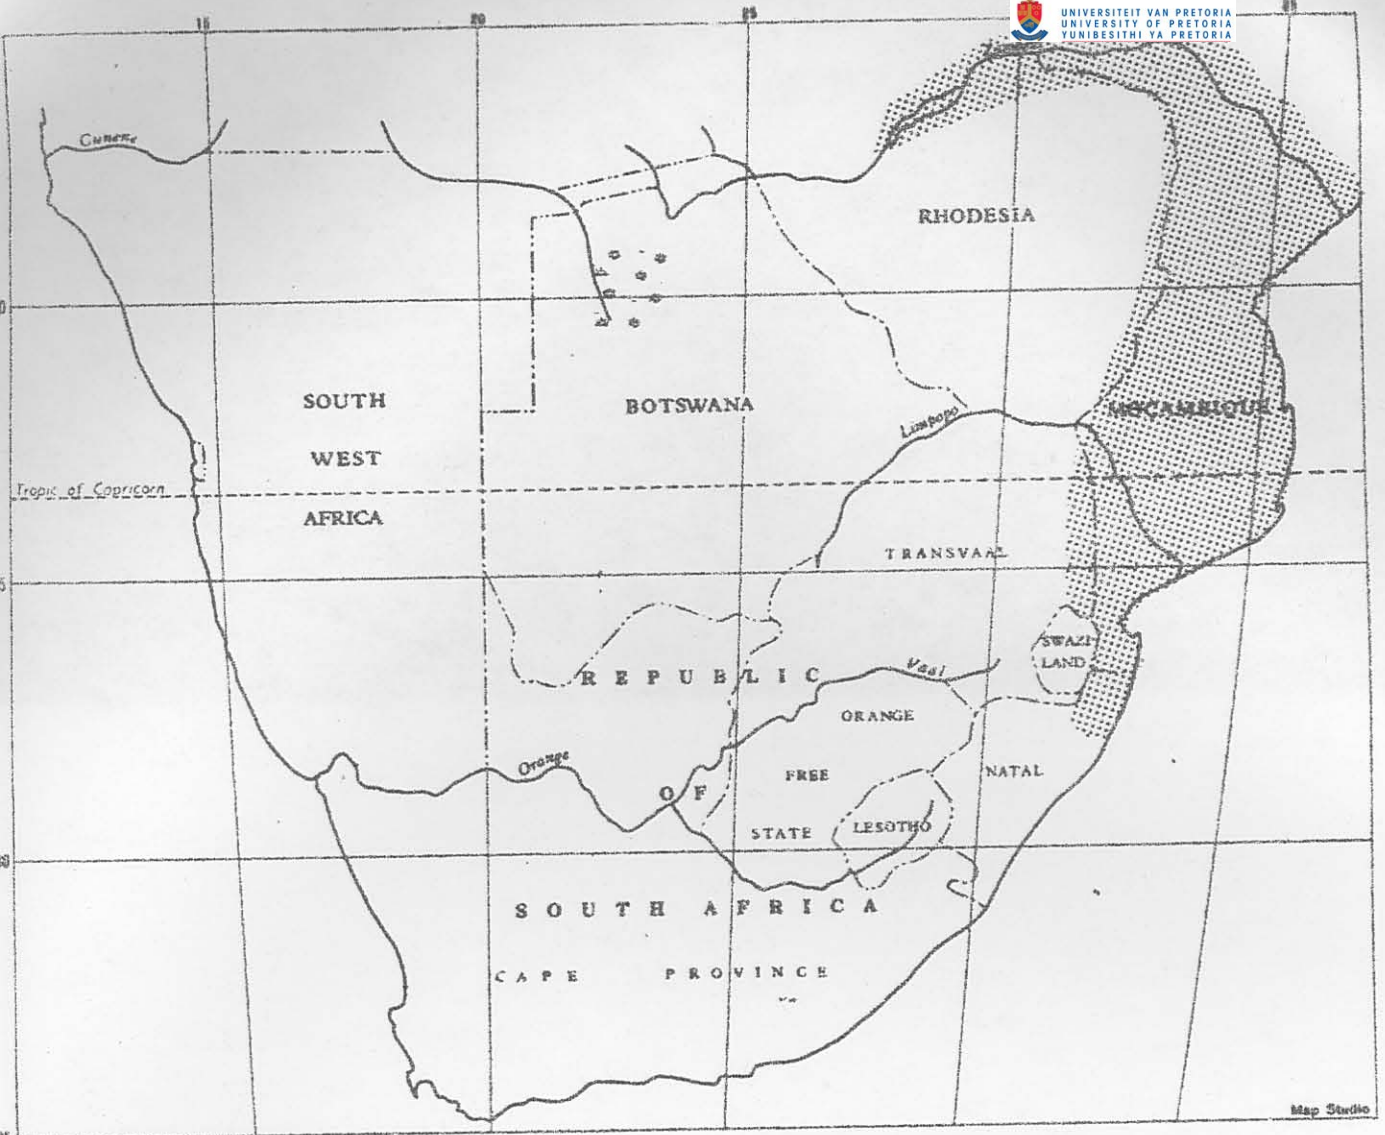 UNIVERSITEIT VAN PRETORIA
UNIVERSITY OF PRETORIA
YUNIBESITHI YA PRETORIA
15
20
25
Cunene
RHODESIA
SOUTH
WEST
AFRICA
BOTSWANA
MOÇAMBIQUE
Limpopo
Tropic of Capricorn
TRANSVAAL
SWAZI
LAND
REPUBLIC
Vaal
ORANGE
Orange
FREE
NATAL
OF
STATE
LESOTHO
SOUTH AFRICA
CAPE PROVINCE
Map Studio